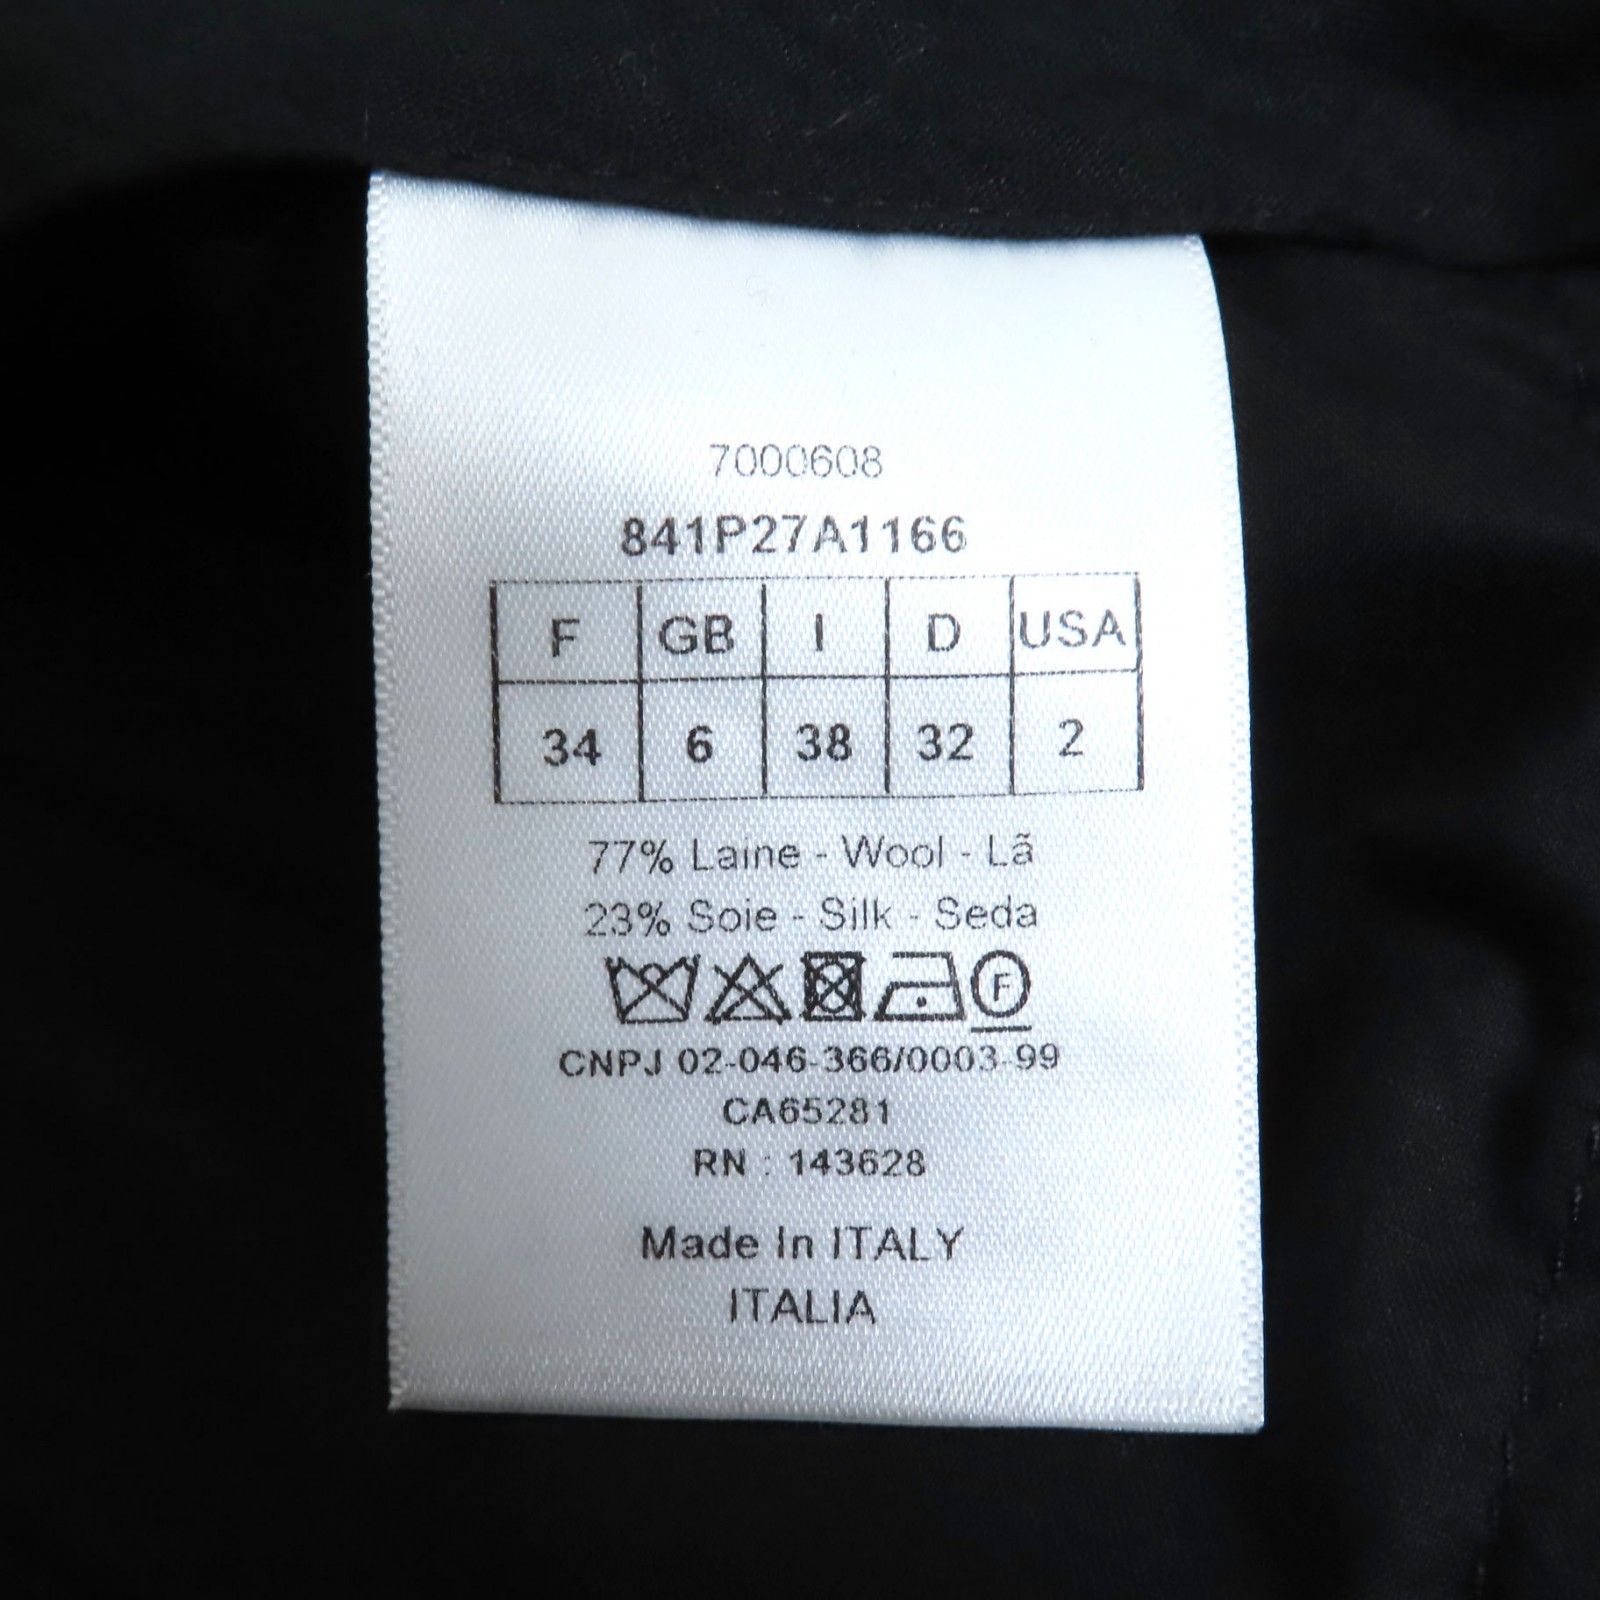 7000608
841P27A1166
F GB I D USA
34 6 38 32 2
77% Laine - Wool - Lã
23% Soie - Silk - Seda
F
CNPJ 02-046-366/0003-99
CA65281
RN : 143628
Made In ITALY
ITALIA